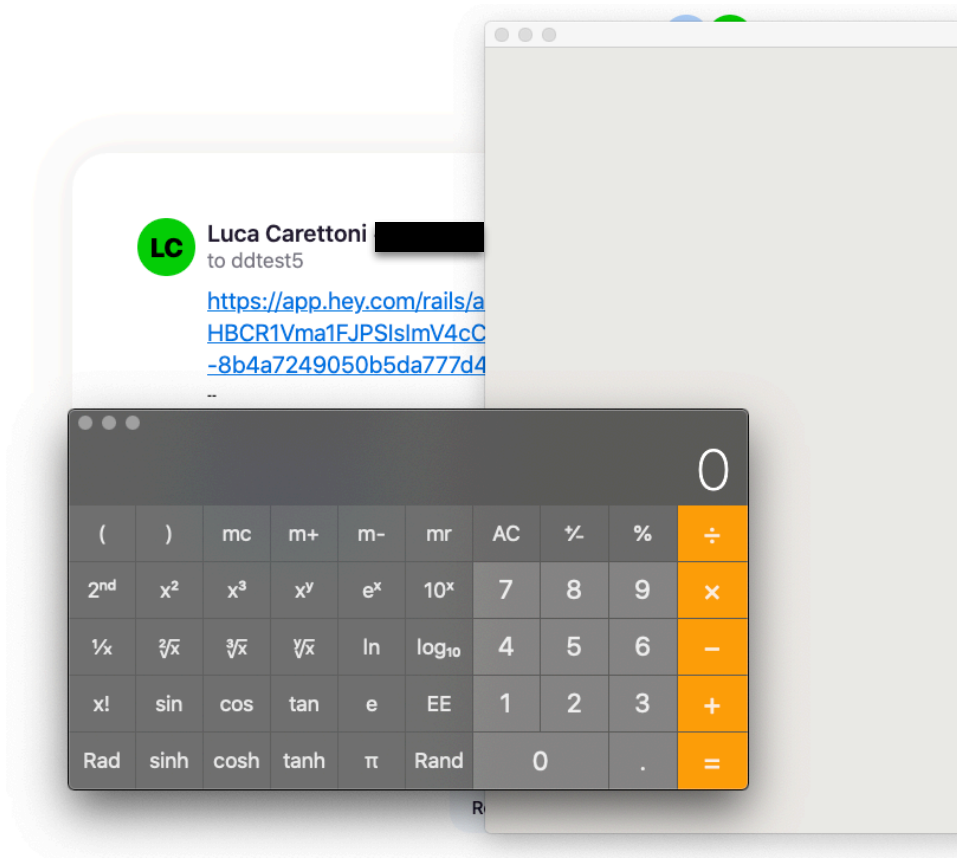 LC
Luca Carettoni
to ddtest5
https://app.hey.com/rails/a
HBCR1Vma1FJPSIsImV4cC
-8b4a7249050b5da777d4
--
0
( ) mc m+ m- mr AC +⁄- % ÷
2ⁿᵈ x² x³ xʸ eˣ 10ˣ 7 8 9 ×
¹⁄x ²√x ³√x ʸ√x ln log₁₀ 4 5 6 −
x! sin cos tan e EE 1 2 3 +
Rad sinh cosh tanh π Rand 0 . =